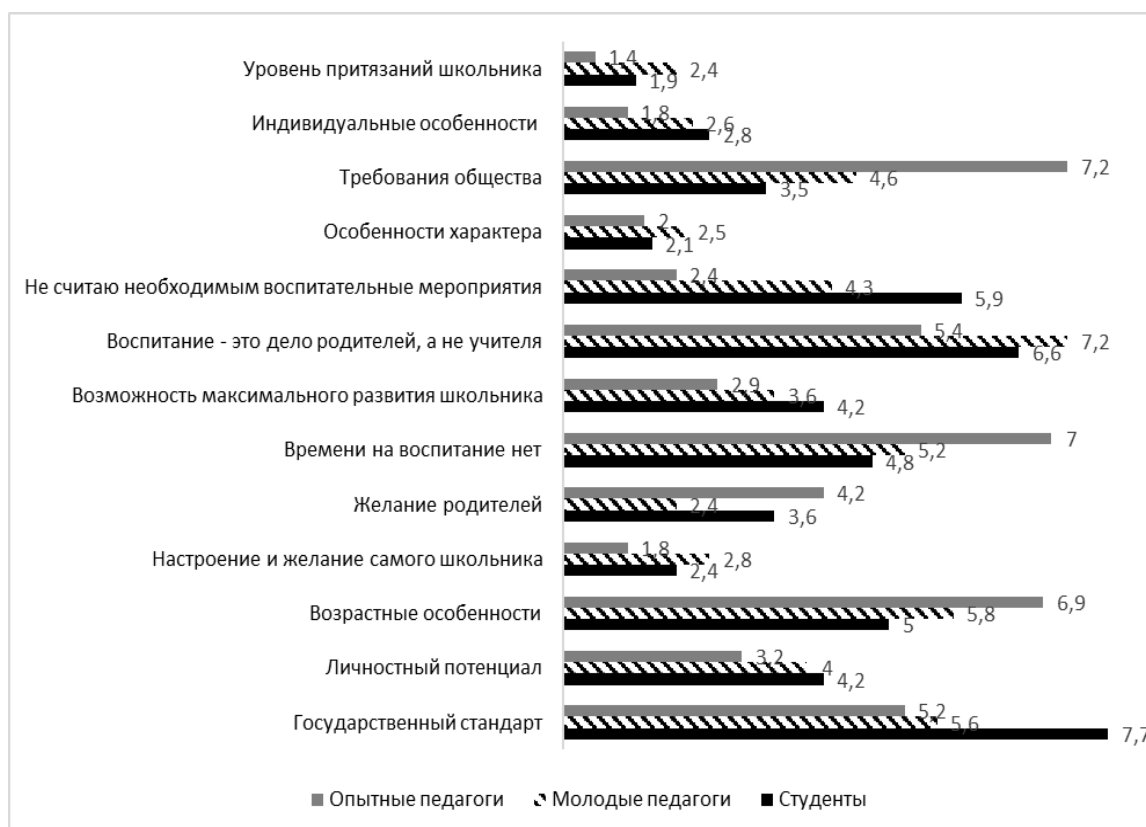 1,4
Уровень притязаний школьника 2,4
1,9
1,8
Индивидуальные особенности 2,6
2,8
7,2
Требования общества 4,6
3,5
2
Особенности характера 2,5
2,1
2,4
Не считаю необходимым воспитательные мероприятия 4,3
5,9
5,4
Воспитание - это дело родителей, а не учителя 7,2
6,6
2,9
Возможность максимального развития школьника 3,6
4,2
7
Времени на воспитание нет 5,2
4,8
4,2
Желание родителей 2,4
3,6
1,8
Настроение и желание самого школьника 2,8
2,4
6,9
Возрастные особенности 5,8
5
3,2
Личностный потенциал 4
4,2
5,2
Государственный стандарт 5,6
7,7
Опытные педагоги Молодые педагоги Студенты